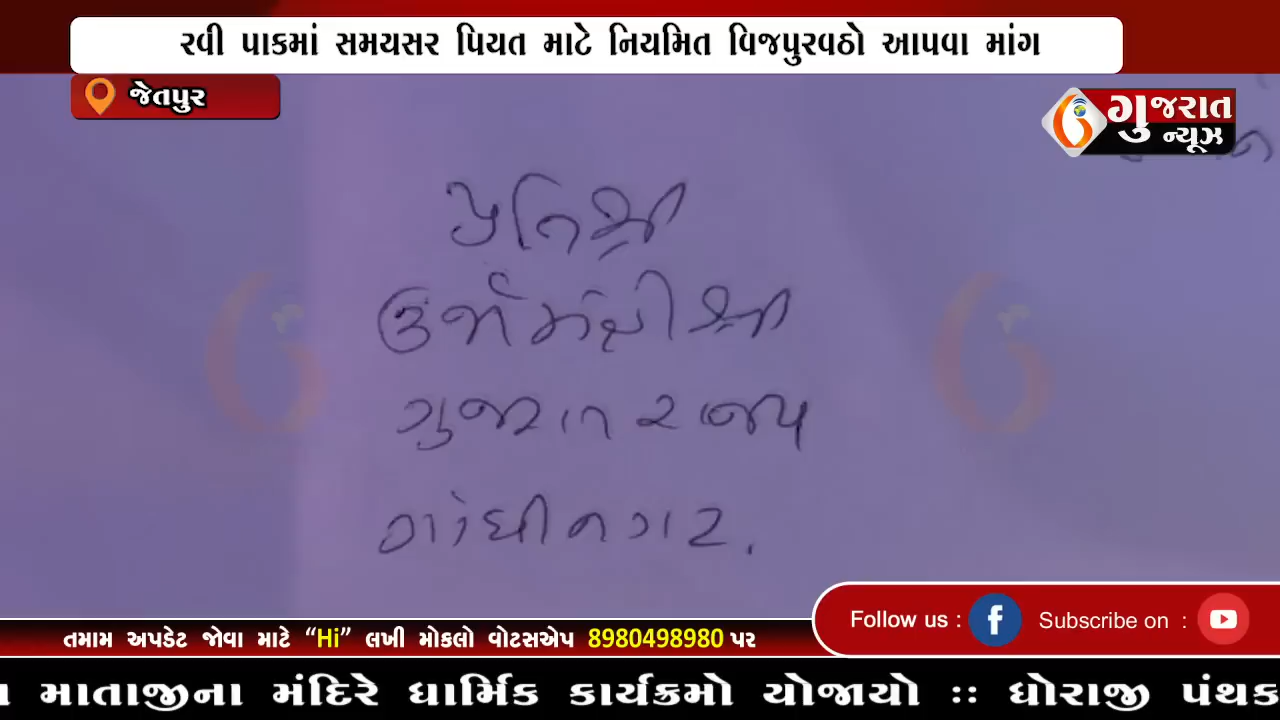 રવી પાકમાં સમયસર પિયત માટે નિયમિત વિજપુરવઠો આપવા માંગ
જેતપુર
ગુજરાત
ન્યૂઝ
પ્રતિશ્રી
ઉર્જામંત્રીશ્રી
ગુજરાત રાજ્ય
ગાંધીનગર.
Follow us :
Subscribe on :
તમામ અપડેટ જોવા માટે “Hi” લખી મોકલો વોટસએપ 8980498980 પર
માતાજીના મંદિરે ધાર્મિક કાર્યક્રમો યોજાયો :: ધોરાજી પંથક